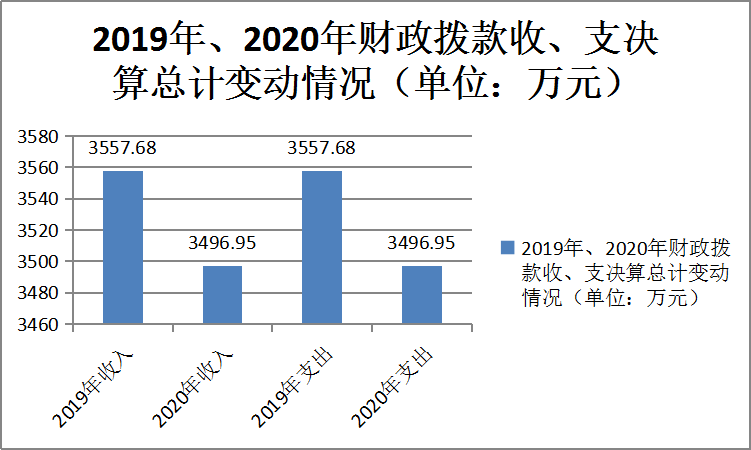 2019年、2020年财政拨款收、支决
算总计变动情况（单位：万元）
3580
3560
3540
3520
3500
3480
3460
3557.68
3496.95
3557.68
3496.95
2019年收入
2020年收入
2019年支出
2020年支出
2019年、2020年财政拨
款收、支决算总计变动
情况（单位：万元）